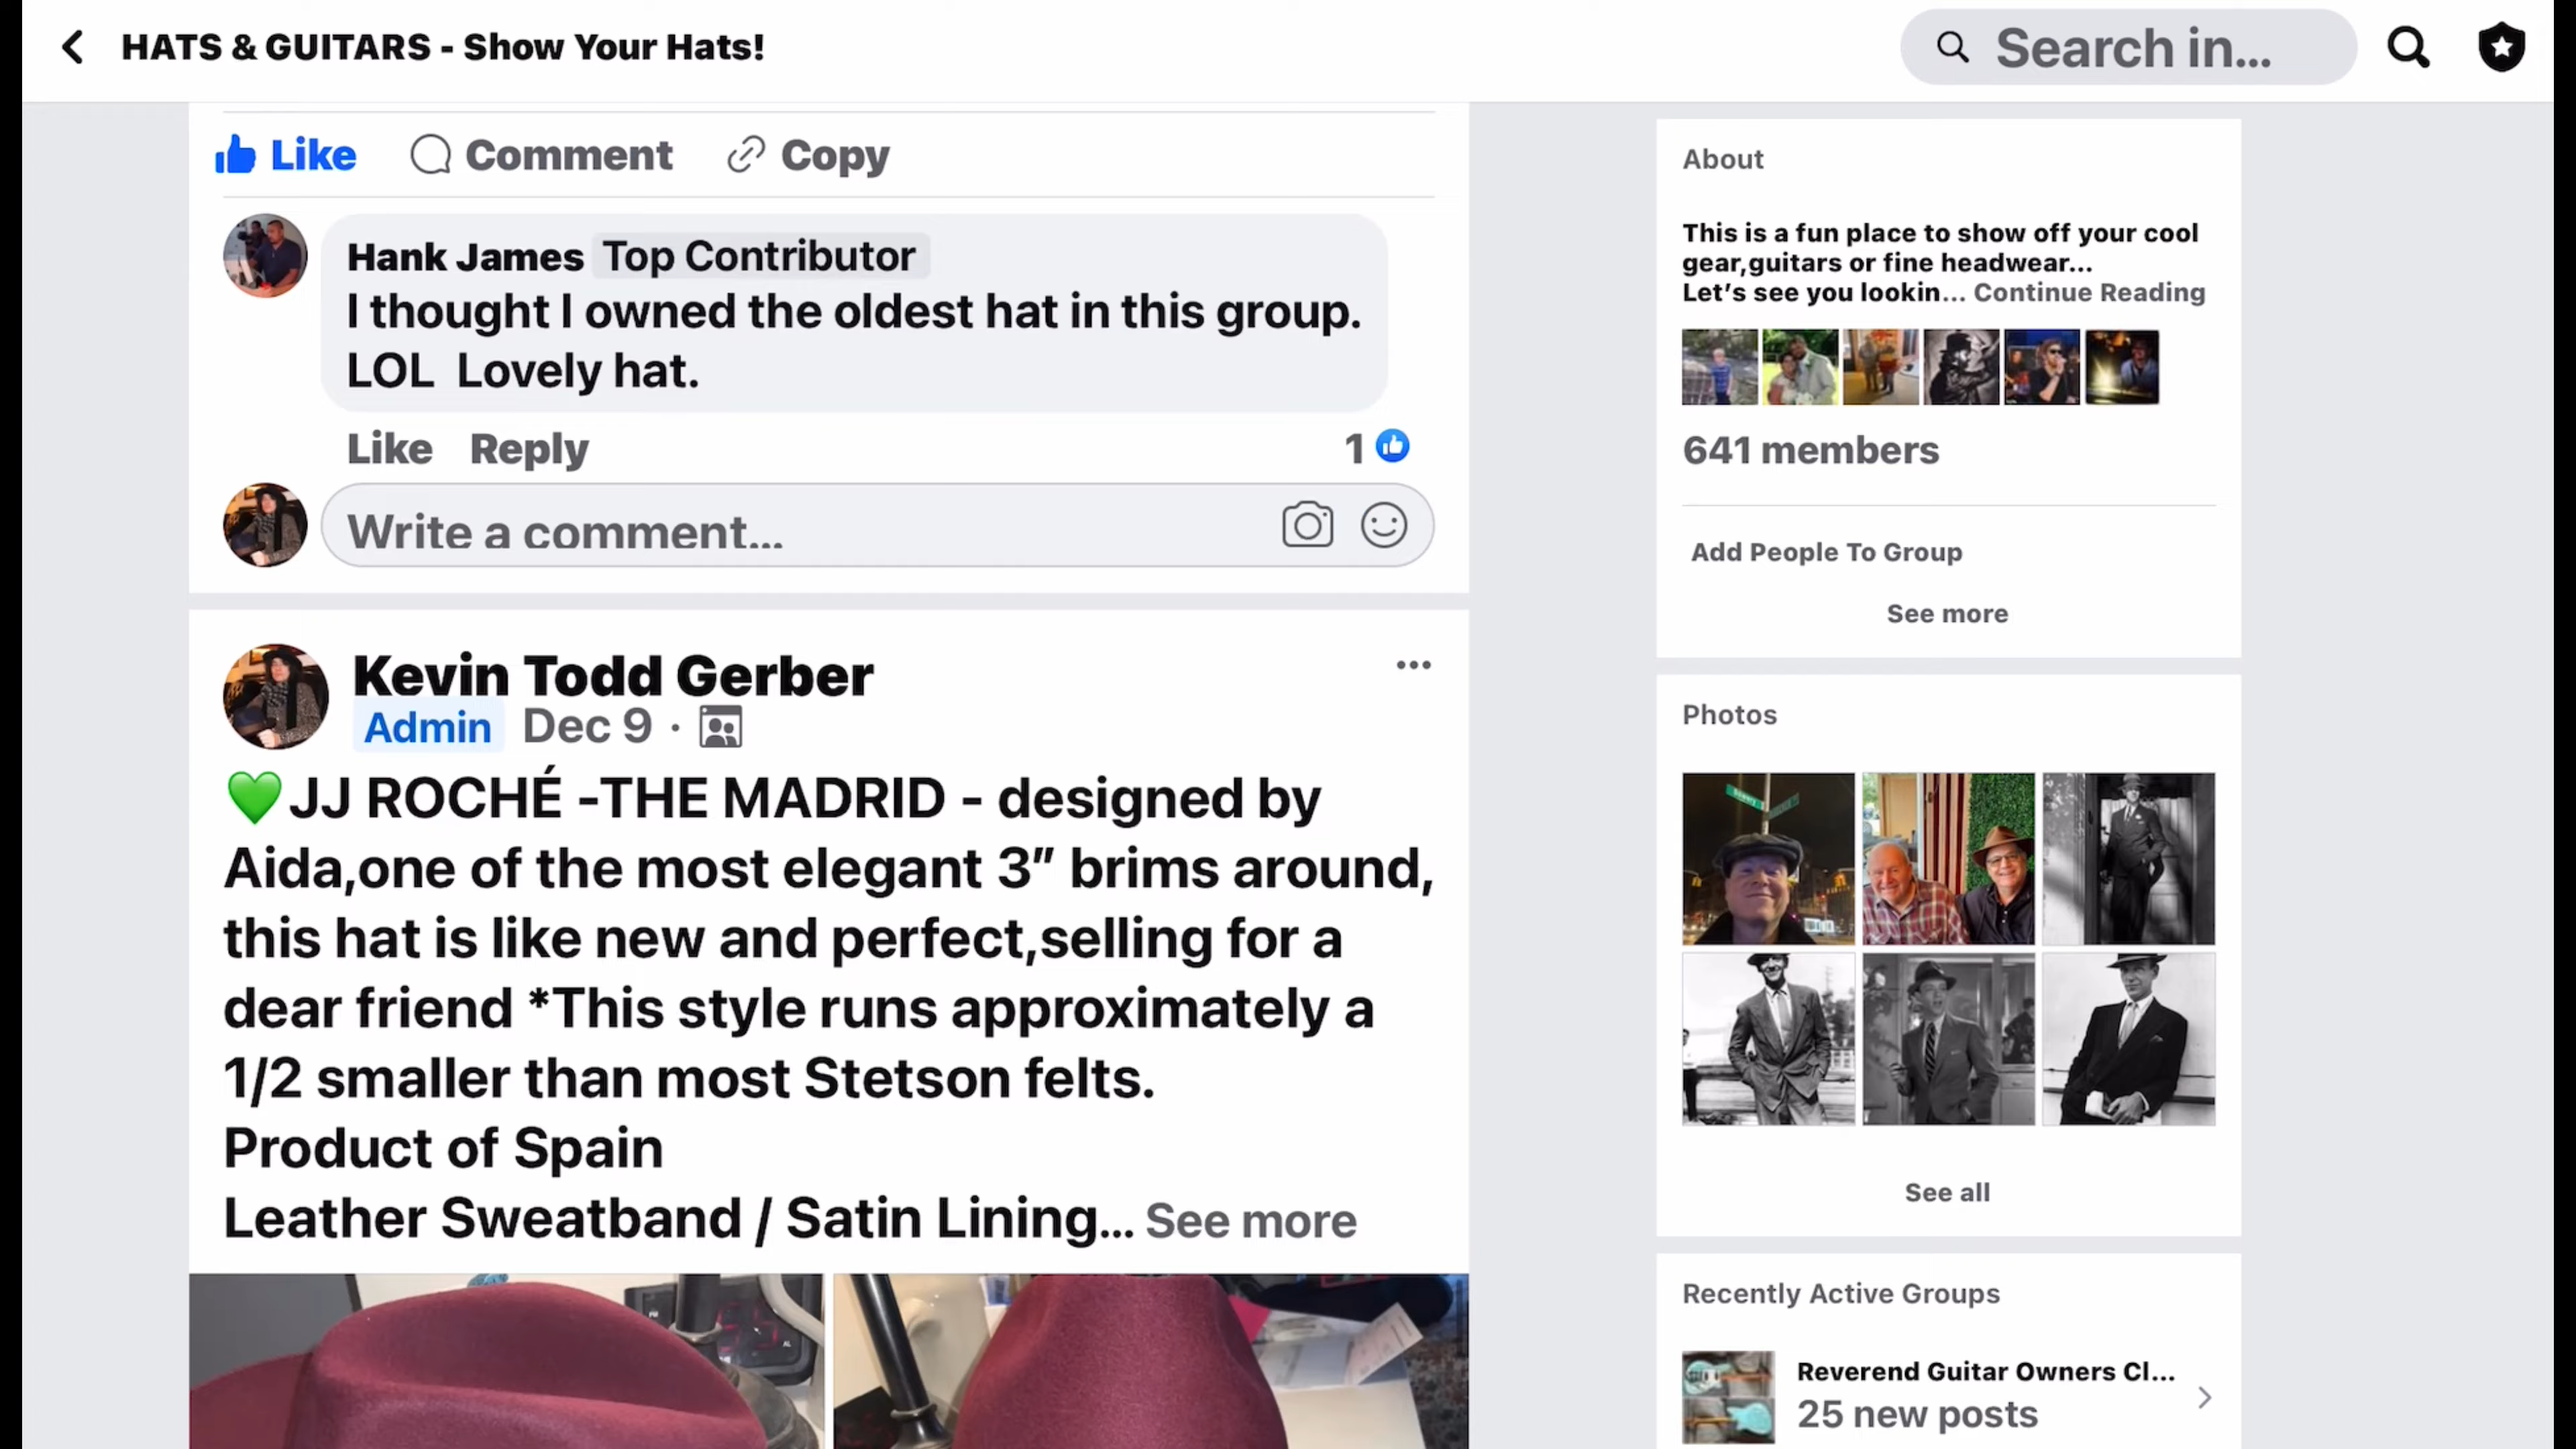 HATS & GUITARS - Show Your Hats!
Search in...
Like
Comment
Copy
Hank James Top Contributor
I thought I owned the oldest hat in this group.
LOL  Lovely hat.
Like Reply
1
Write a comment...
Kevin Todd Gerber
Admin Dec 9 ·
💚JJ ROCHÉ -THE MADRID - designed by
Aida,one of the most elegant 3” brims around,
this hat is like new and perfect,selling for a
dear friend *This style runs approximately a
1/2 smaller than most Stetson felts.
Product of Spain
Leather Sweatband / Satin Lining... See more
About
This is a fun place to show off your cool
gear,guitars or fine headwear...
Let’s see you lookin... Continue Reading
641 members
Add People To Group
See more
Photos
See all
Recently Active Groups
Reverend Guitar Owners Cl...
25 new posts